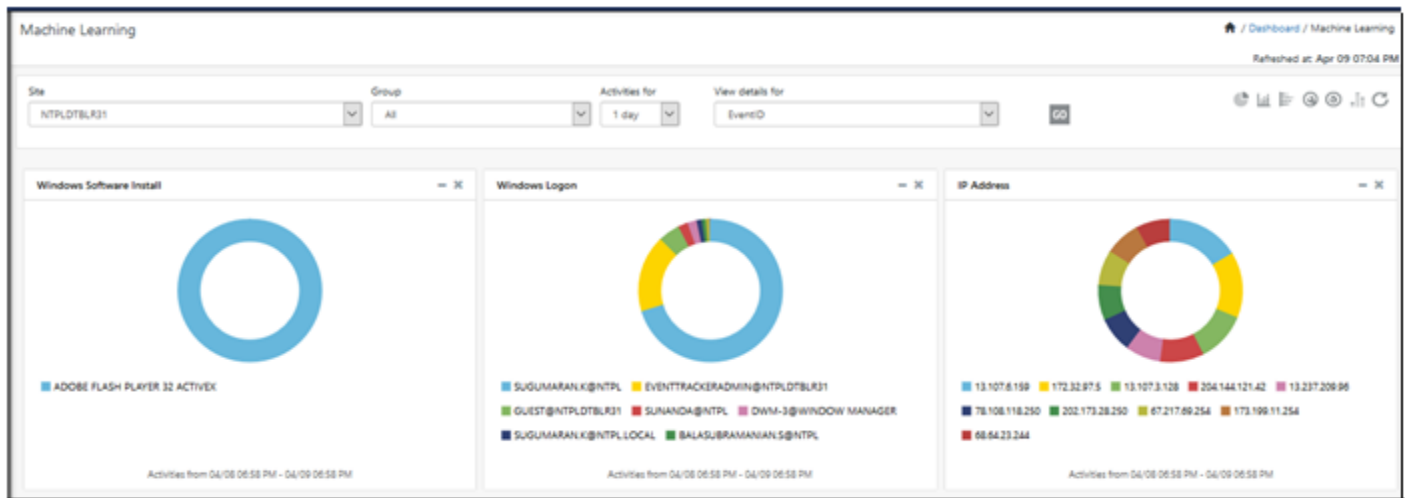 Machine Learning
/ Dashboard / Machine Learning
Refreshed at: Apr 09 07:04 PM
Site
Group
Activities for
View details for
NTPLDTBLR31
All
1 day
EventID
GO
Windows Software Install
Windows Logon
IP Address
ADOBE FLASH PLAYER 32 ACTIVEX
SUGUMARAN.K@NTPL EVENTTRACKERADMIN@NTPLDTBLR31
GUEST@NTPLDTBLR31 SUNANDA@NTPL DWM-3@WINDOW MANAGER
SUGUMARAN.K@NTPL.LOCAL BALASUBRAMANIAN.S@NTPL
13.107.6.159 172.32.97.5 13.107.3.128 204.144.121.42 13.237.209.96
78.108.118.250 202.173.28.250 67.217.69.254 173.199.11.254
68.64.23.244
Activities from 04/08 06:58 PM - 04/09 06:58 PM
Activities from 04/08 06:58 PM - 04/09 06:58 PM
Activities from 04/08 06:58 PM - 04/09 06:58 PM